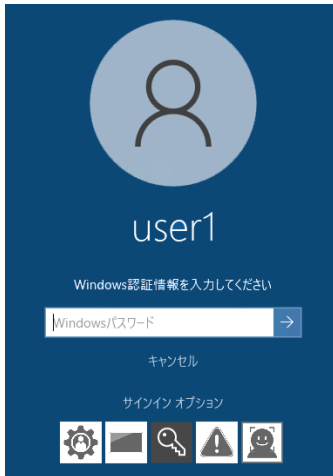 user1
Windows認証情報を入力してください
Windowsパスワード
キャンセル
サインイン オプション